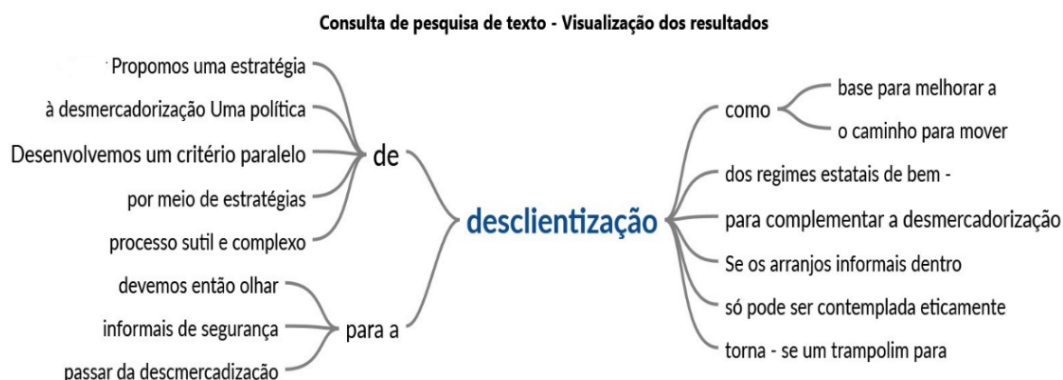 Consulta de pesquisa de texto - Visualização dos resultados
Propomos uma estratégia
à desmercadorização Uma política
Desenvolvemos um critério paralelo
por meio de estratégias
processo sutil e complexo
de
devemos então olhar
informais de segurança
passar da descmercadização
para a
desclientização
como
base para melhorar a
o caminho para mover
dos regimes estatais de bem -
para complementar a desmercadorização
Se os arranjos informais dentro
só pode ser contemplada eticamente
torna - se um trampolim para